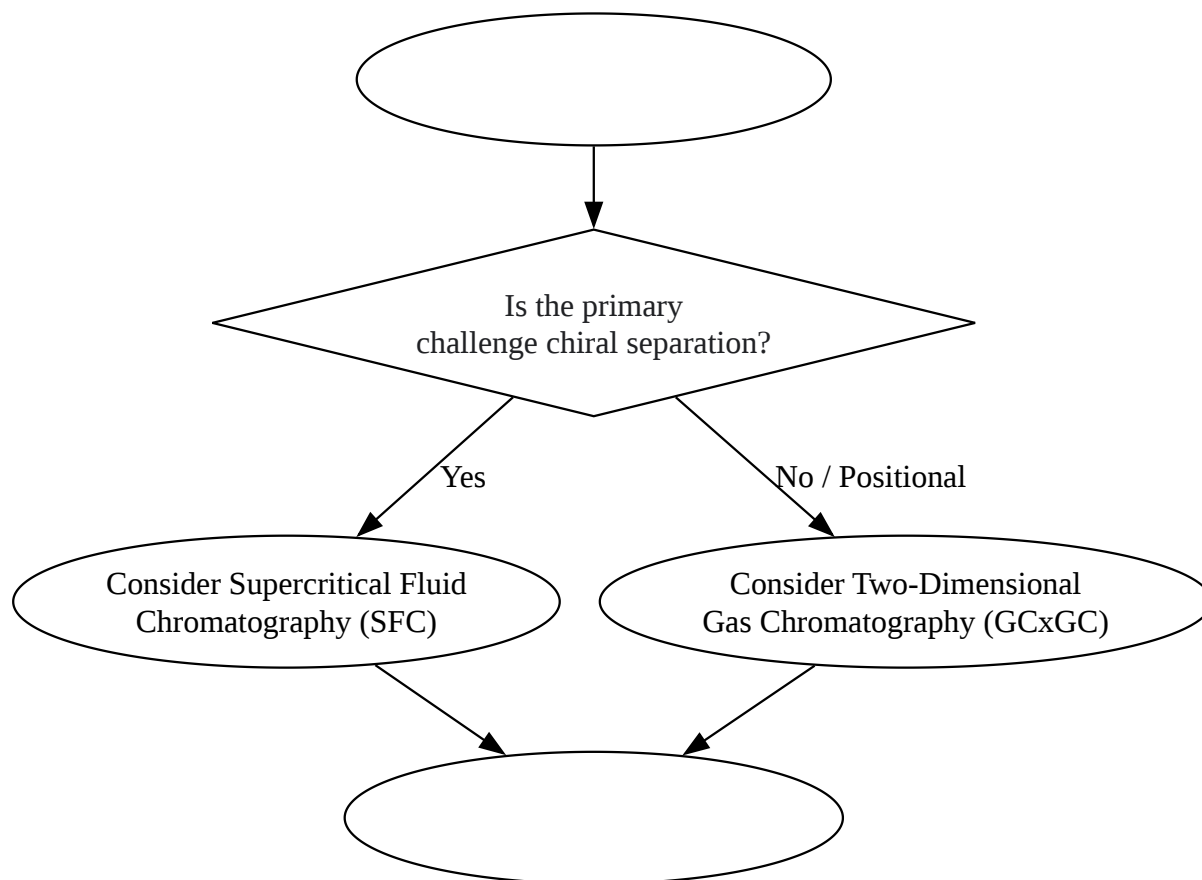 Is the primary
challenge chiral separation?
Yes
No / Positional
Consider Supercritical Fluid
Chromatography (SFC)
Consider Two-Dimensional
Gas Chromatography (GCxGC)